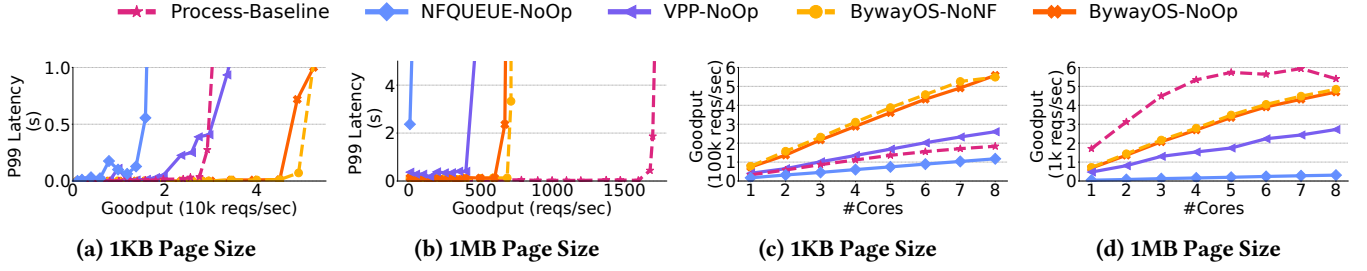 Process-Baseline NFQUEUE-NoOp VPP-NoOp BywayOS-NoNF BywayOS-NoOp
P99 Latency
(s)
1.0
0.5
0.0
0 2 4
Goodput (10k reqs/sec)
(a) 1KB Page Size
P99 Latency
(s)
4
2
0
0 500 1000 1500
Goodput (reqs/sec)
(b) 1MB Page Size
Goodput
(100k reqs/sec)
6
5
4
3
2
1
0
1 2 3 4 5 6 7 8
#Cores
(c) 1KB Page Size
Goodput
(1k reqs/sec)
6
5
4
3
2
1
0
1 2 3 4 5 6 7 8
#Cores
(d) 1MB Page Size